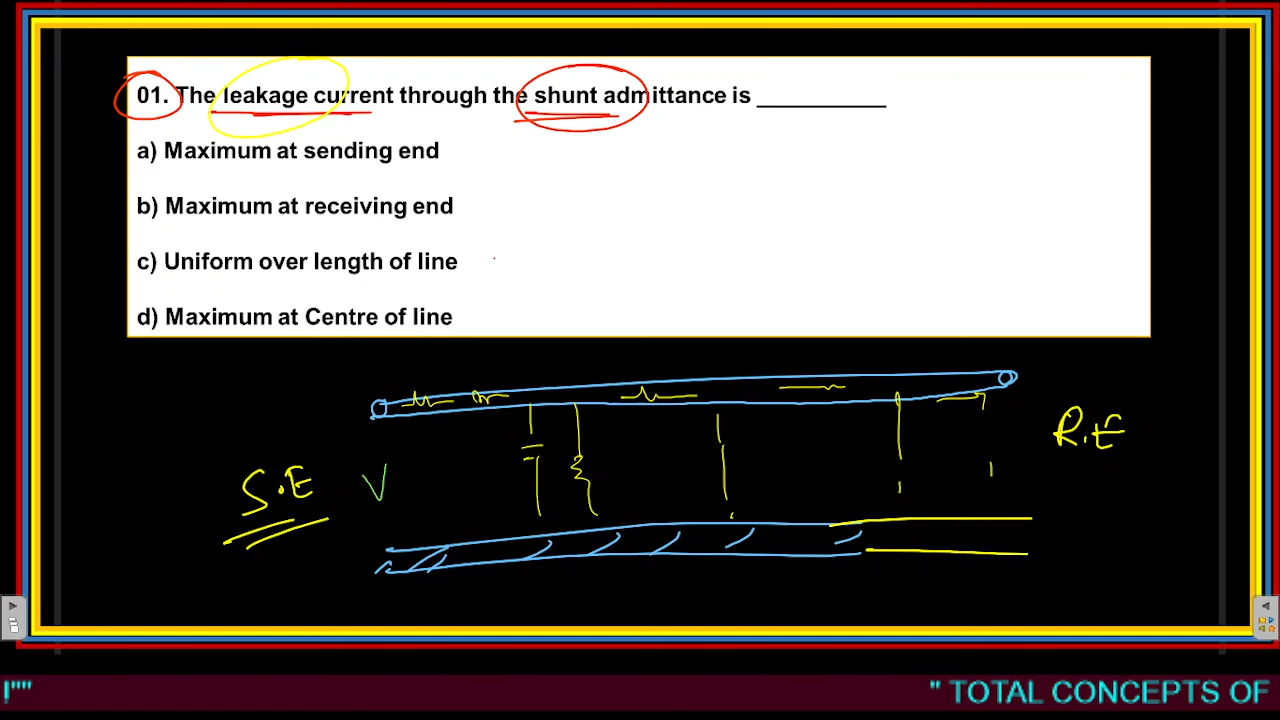 01. The leakage current through the shunt admittance is __________
a) Maximum at sending end
b) Maximum at receiving end
c) Uniform over length of line
d) Maximum at Centre of line
R.E
S.E V
I"" " TOTAL CONCEPTS OF